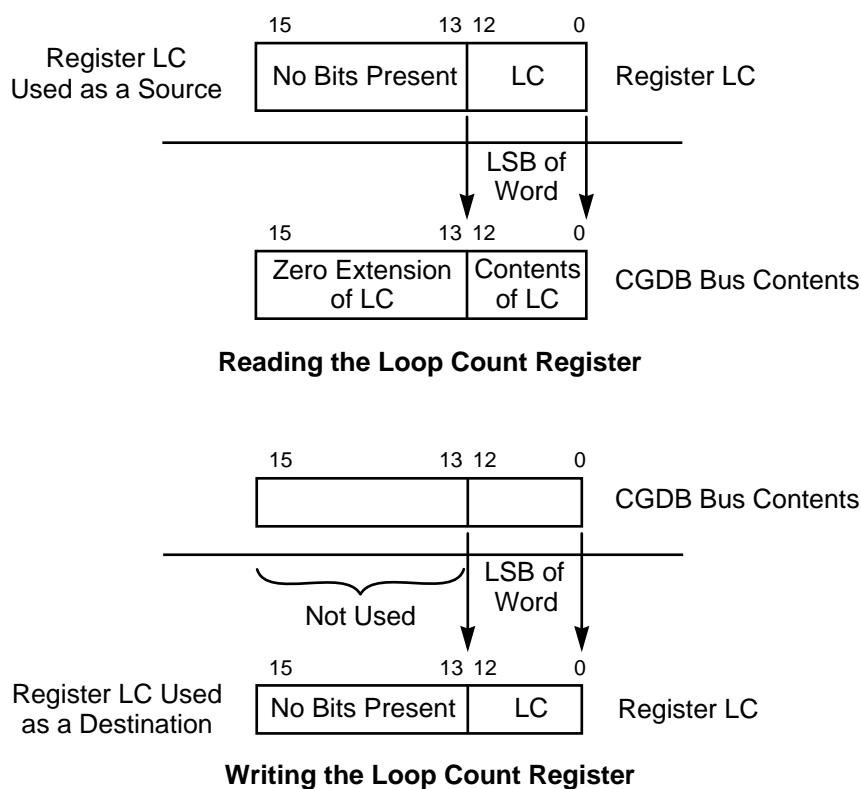 15 13 12 0
Register LC
Used as a Source
No Bits Present
LC
Register LC
LSB of
Word
15 13 12 0
Zero Extension
of LC
Contents
of LC
CGDB Bus Contents
Reading the Loop Count Register
15 13 12 0
CGDB Bus Contents
Not Used
LSB of
Word
15 13 12 0
Register LC Used
as a Destination
No Bits Present
LC
Register LC
Writing the Loop Count Register